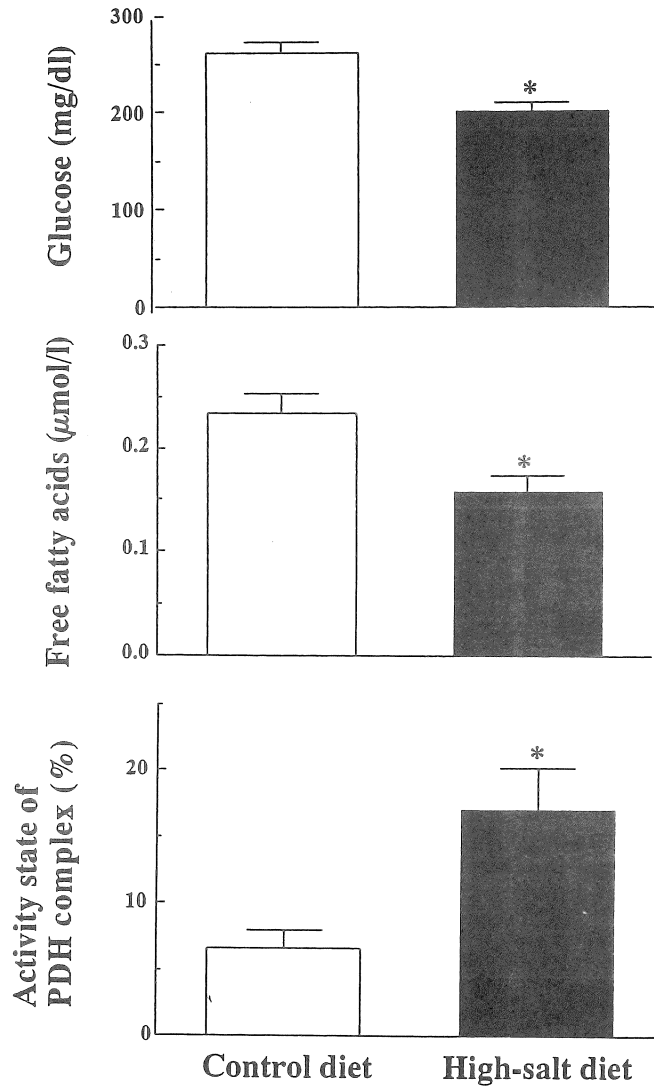 Glucose (mg/dl)
300
200
100
0
*
Free fatty acids (μmol/l)
0.3
0.2
0.1
0.0
*
Activity state of
PDH complex (%)
20
10
0
*
Control diet
High-salt diet